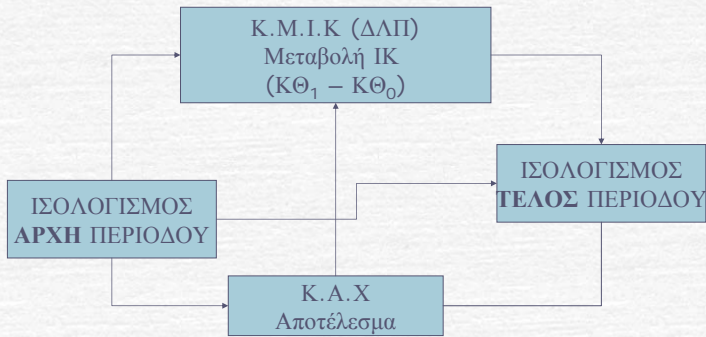 Κ.Μ.Ι.Κ (ΔΛΠ)
Μεταβολή ΙΚ
(ΚΘ₁ – ΚΘ₀)
ΙΣΟΛΟΓΙΣΜΟΣ
ΤΕΛΟΣ ΠΕΡΙΟΔΟΥ
ΙΣΟΛΟΓΙΣΜΟΣ
ΑΡΧΗ ΠΕΡΙΟΔΟΥ
Κ.Α.Χ
Αποτέλεσμα